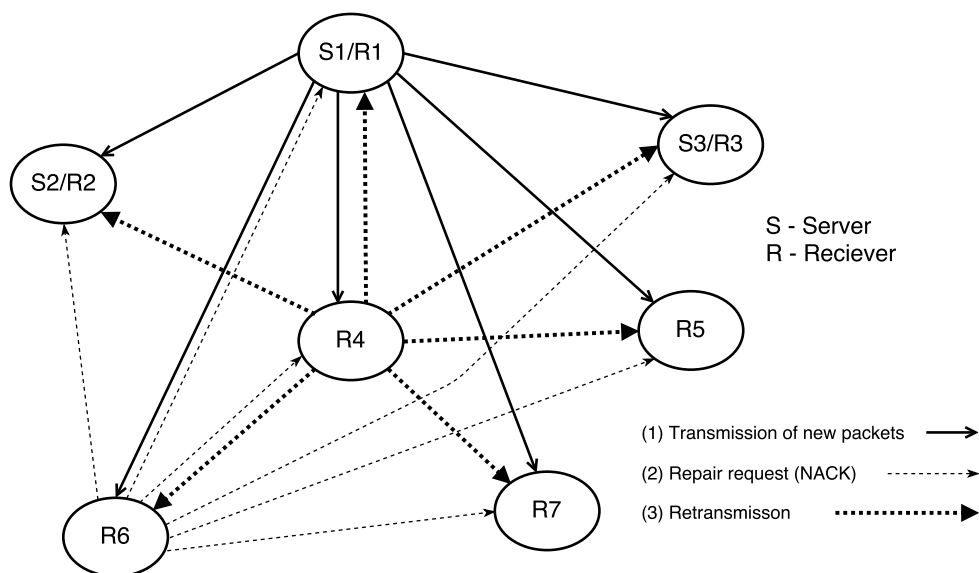 S1/R1
S3/R3
S2/R2
S - Server
R - Reciever
R5
R4
(1) Transmission of new packets
(2) Repair request (NACK)
R7
(3) Retransmisson
R6